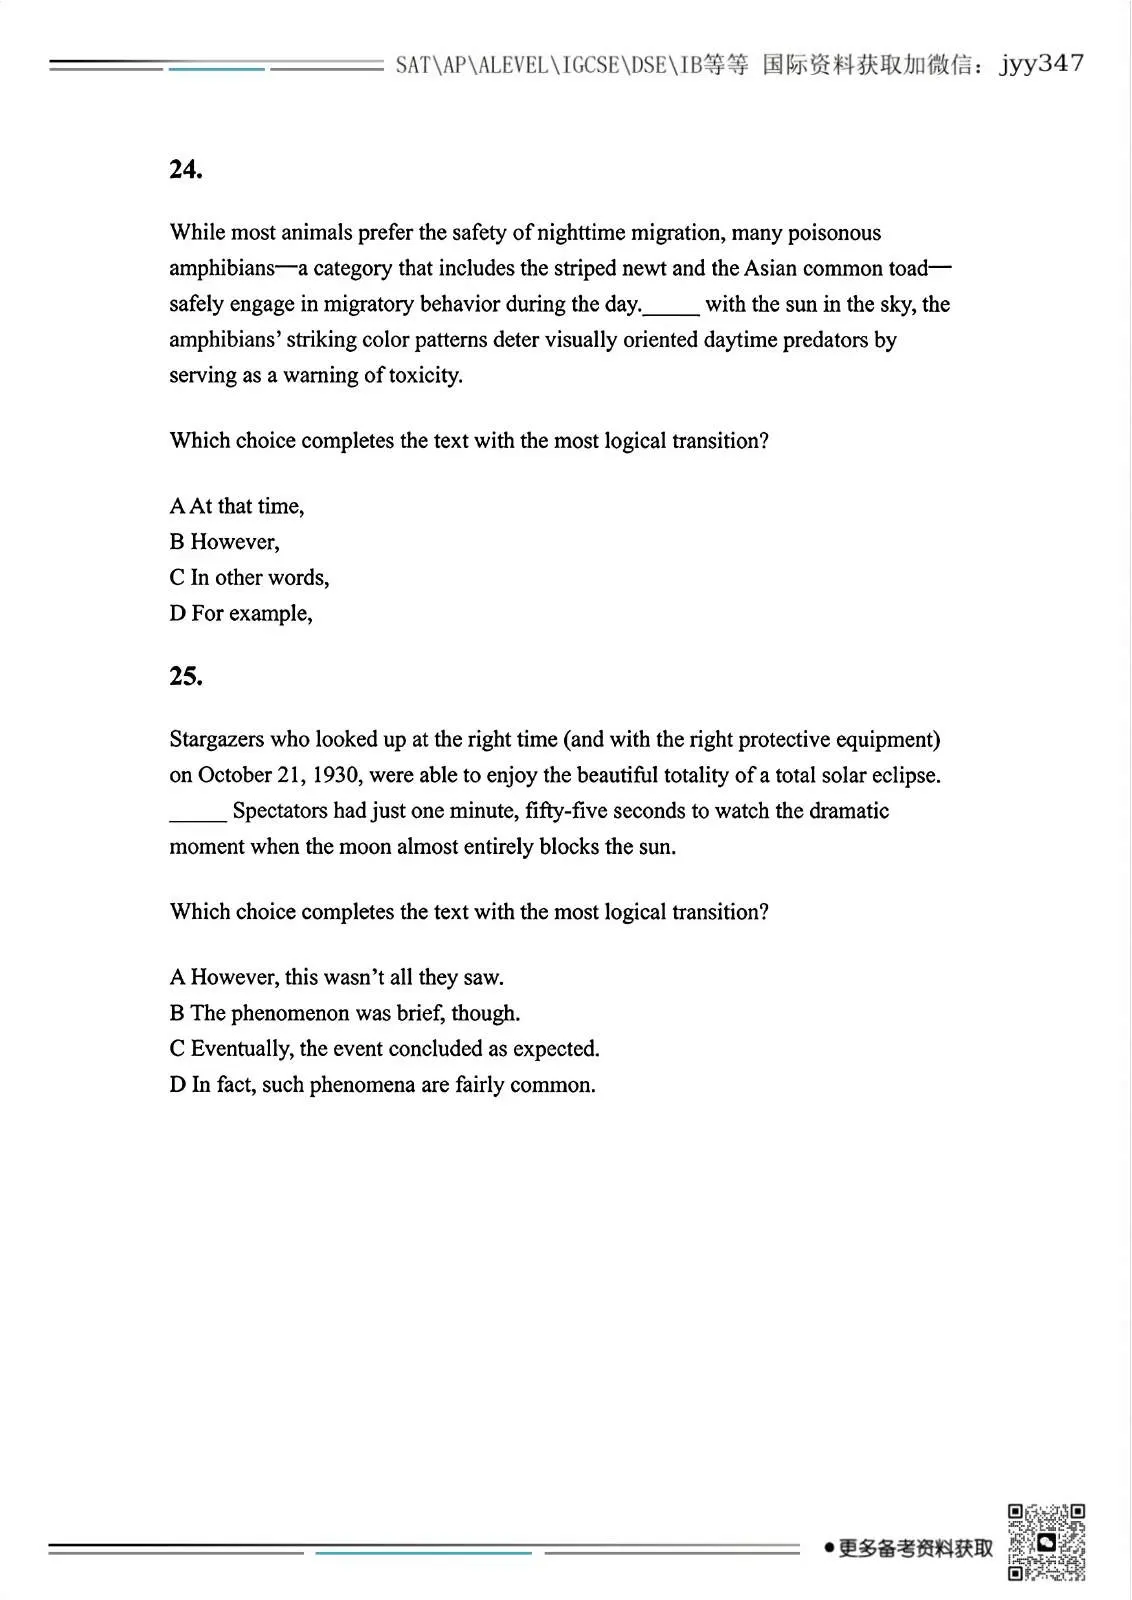 SAT\AP\ALEVEL\IGCSE\DSE\IB等等 国际资料获取加微信：jyy347
24.
While most animals prefer the safety of nighttime migration, many poisonous
amphibians—a category that includes the striped newt and the Asian common toad—
safely engage in migratory behavior during the day._____ with the sun in the sky, the
amphibians’ striking color patterns deter visually oriented daytime predators by
serving as a warning of toxicity.
Which choice completes the text with the most logical transition?
A At that time,
B However,
C In other words,
D For example,
25.
Stargazers who looked up at the right time (and with the right protective equipment)
on October 21, 1930, were able to enjoy the beautiful totality of a total solar eclipse.
_____ Spectators had just one minute, fifty-five seconds to watch the dramatic
moment when the moon almost entirely blocks the sun.
Which choice completes the text with the most logical transition?
A However, this wasn’t all they saw.
B The phenomenon was brief, though.
C Eventually, the event concluded as expected.
D In fact, such phenomena are fairly common.
●更多备考资料获取